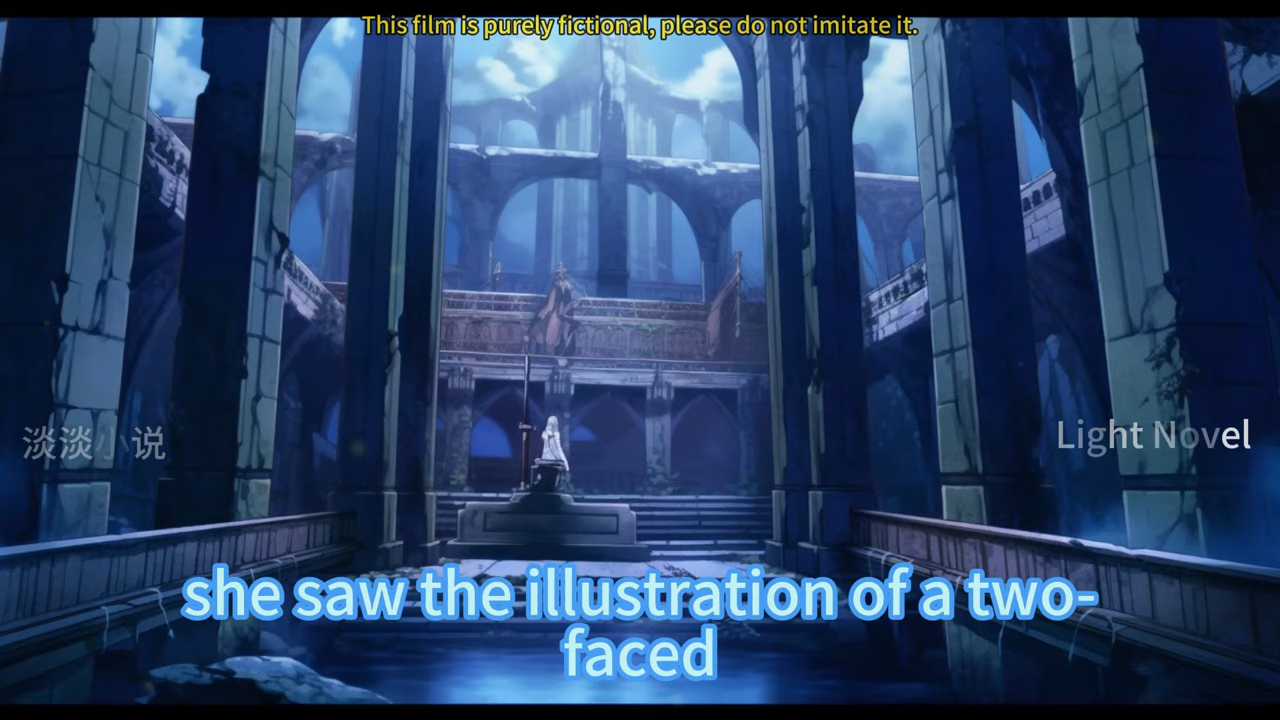 This film is purely fictional, please do not imitate it.
淡淡小说
Light Novel
she saw the illustration of a two-
faced